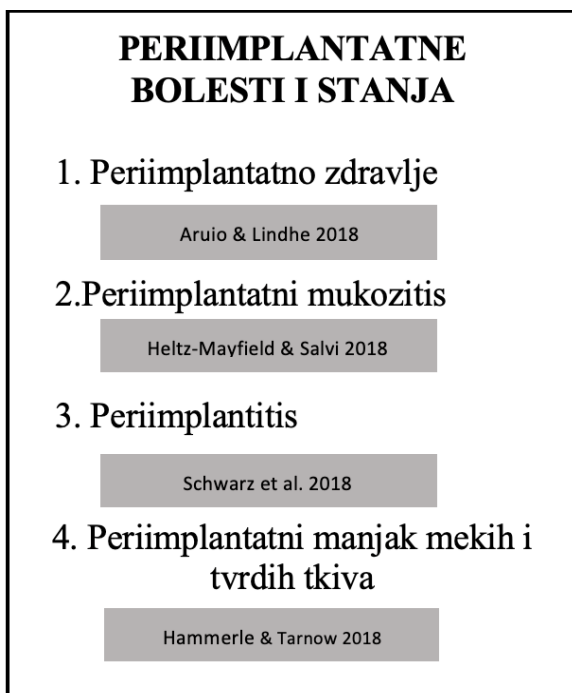 PERIIMPLANTATNE
BOLESTI I STANJA
1. Periimplantatno zdravlje
Aruio & Lindhe 2018
2.Periimplantatni mukozitis
Heltz-Mayfield & Salvi 2018
3. Periimplantitis
Schwarz et al. 2018
4. Periimplantatni manjak mekih i
tvrdih tkiva
Hammerle & Tarnow 2018